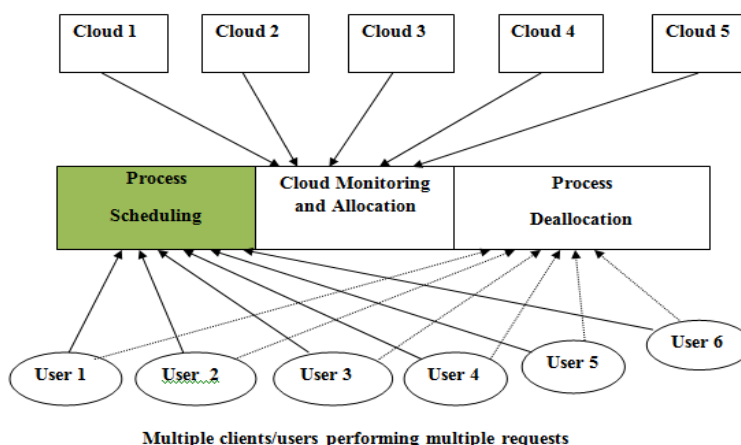 Cloud 1
Cloud 2
Cloud 3
Cloud 4
Cloud 5
Process
Scheduling
Cloud Monitoring
and Allocation
Process
Deallocation
User 1
User 2
User 3
User 4
User 5
User 6
Multiple clients/users performing multiple requests